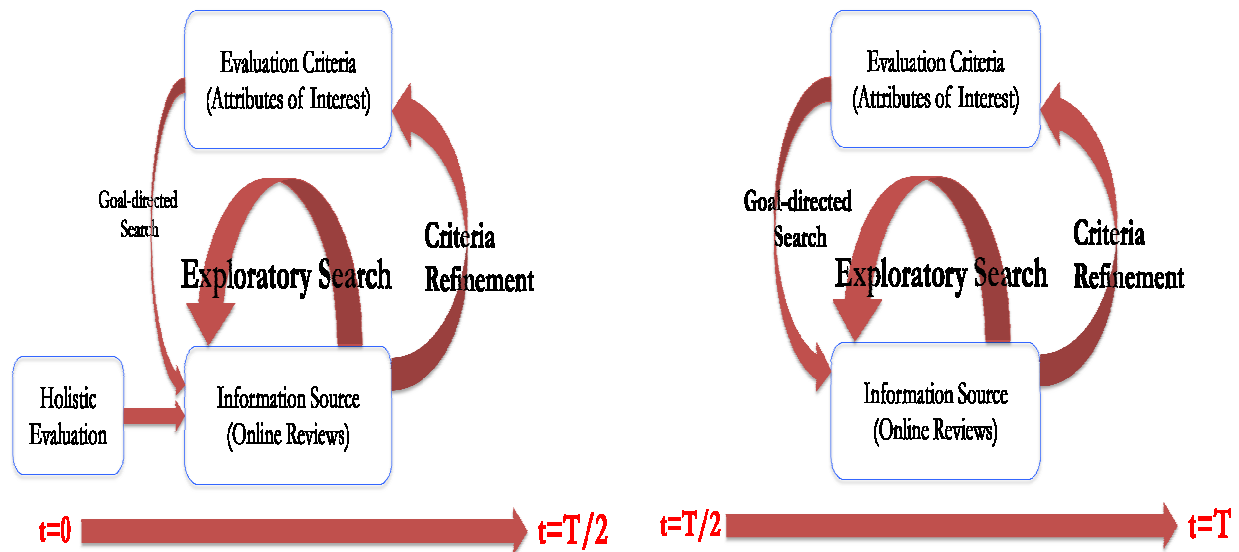 Evaluation Criteria
(Attributes of Interest)
Goal-directed
Search
Exploratory Search
Criteria
Refinement
Holistic
Evaluation
Information Source
(Online Reviews)
t=0
t=T/2
Evaluation Criteria
(Attributes of Interest)
Goal-directed
Search
Exploratory Search
Criteria
Refinement
Information Source
(Online Reviews)
t=T/2
t=T